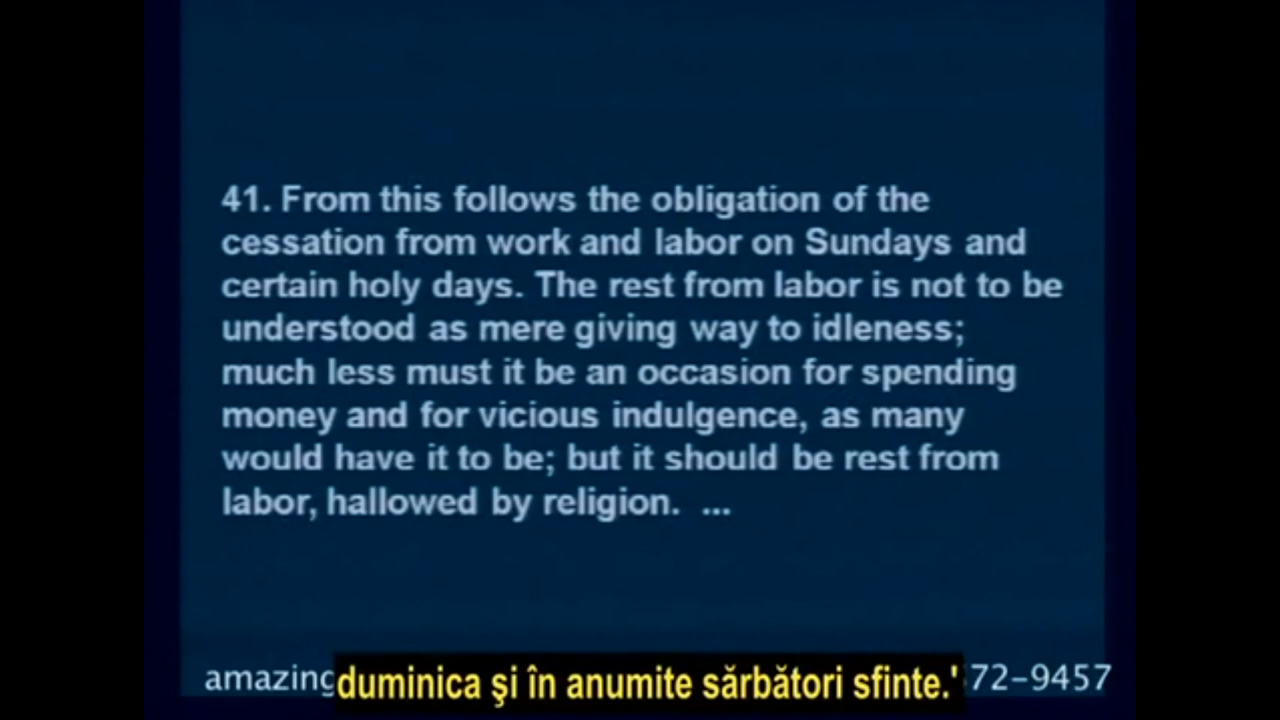 41. From this follows the obligation of the
cessation from work and labor on Sundays and
certain holy days. The rest from labor is not to be
understood as mere giving way to idleness;
much less must it be an occasion for spending
money and for vicious indulgence, as many
would have it to be; but it should be rest from
labor, hallowed by religion. ...
amazing duminica şi în anumite sărbători sfinte.' 72-9457